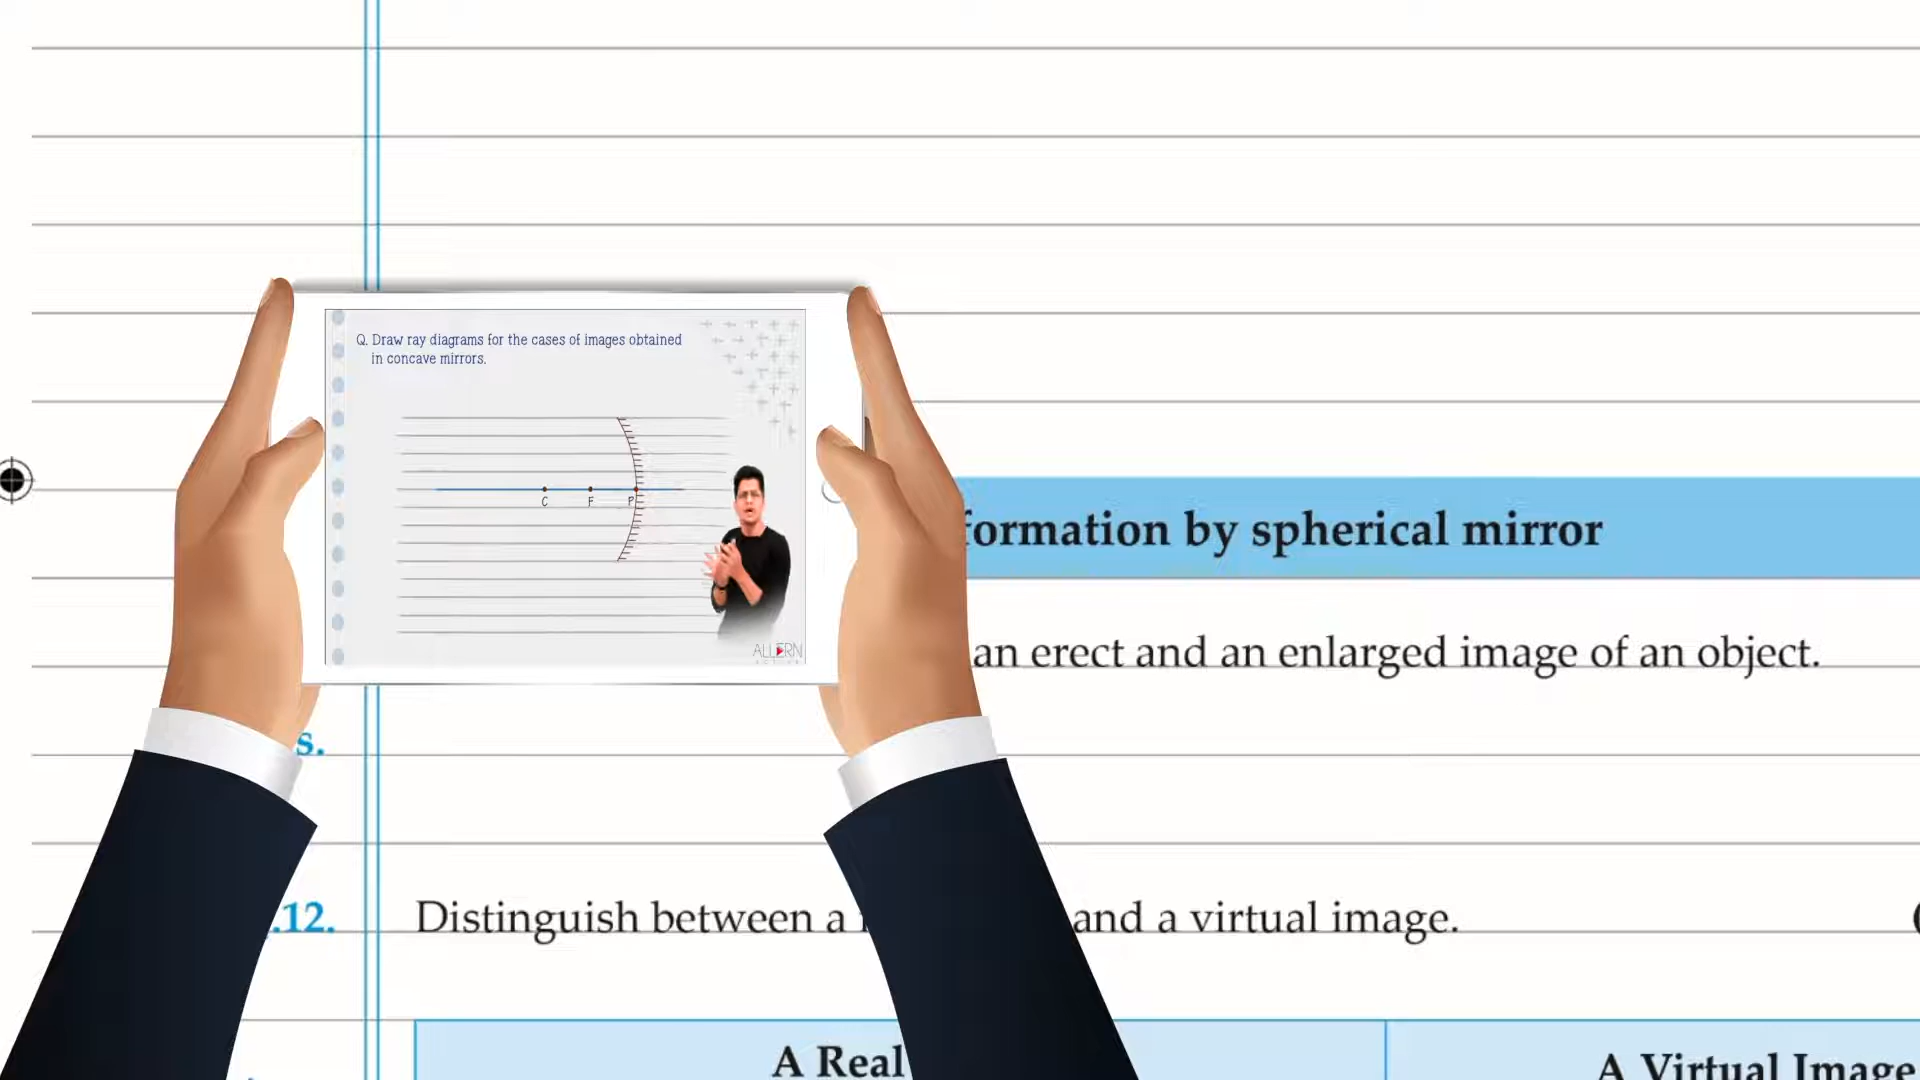 Q. Draw ray diagrams for the cases of images obtained
in concave mirrors.
C F P
ALLERN
formation by spherical mirror
an erect and an enlarged image of an object.
s.
.12. Distinguish between a and a virtual image. (
A Real A Virtual Image